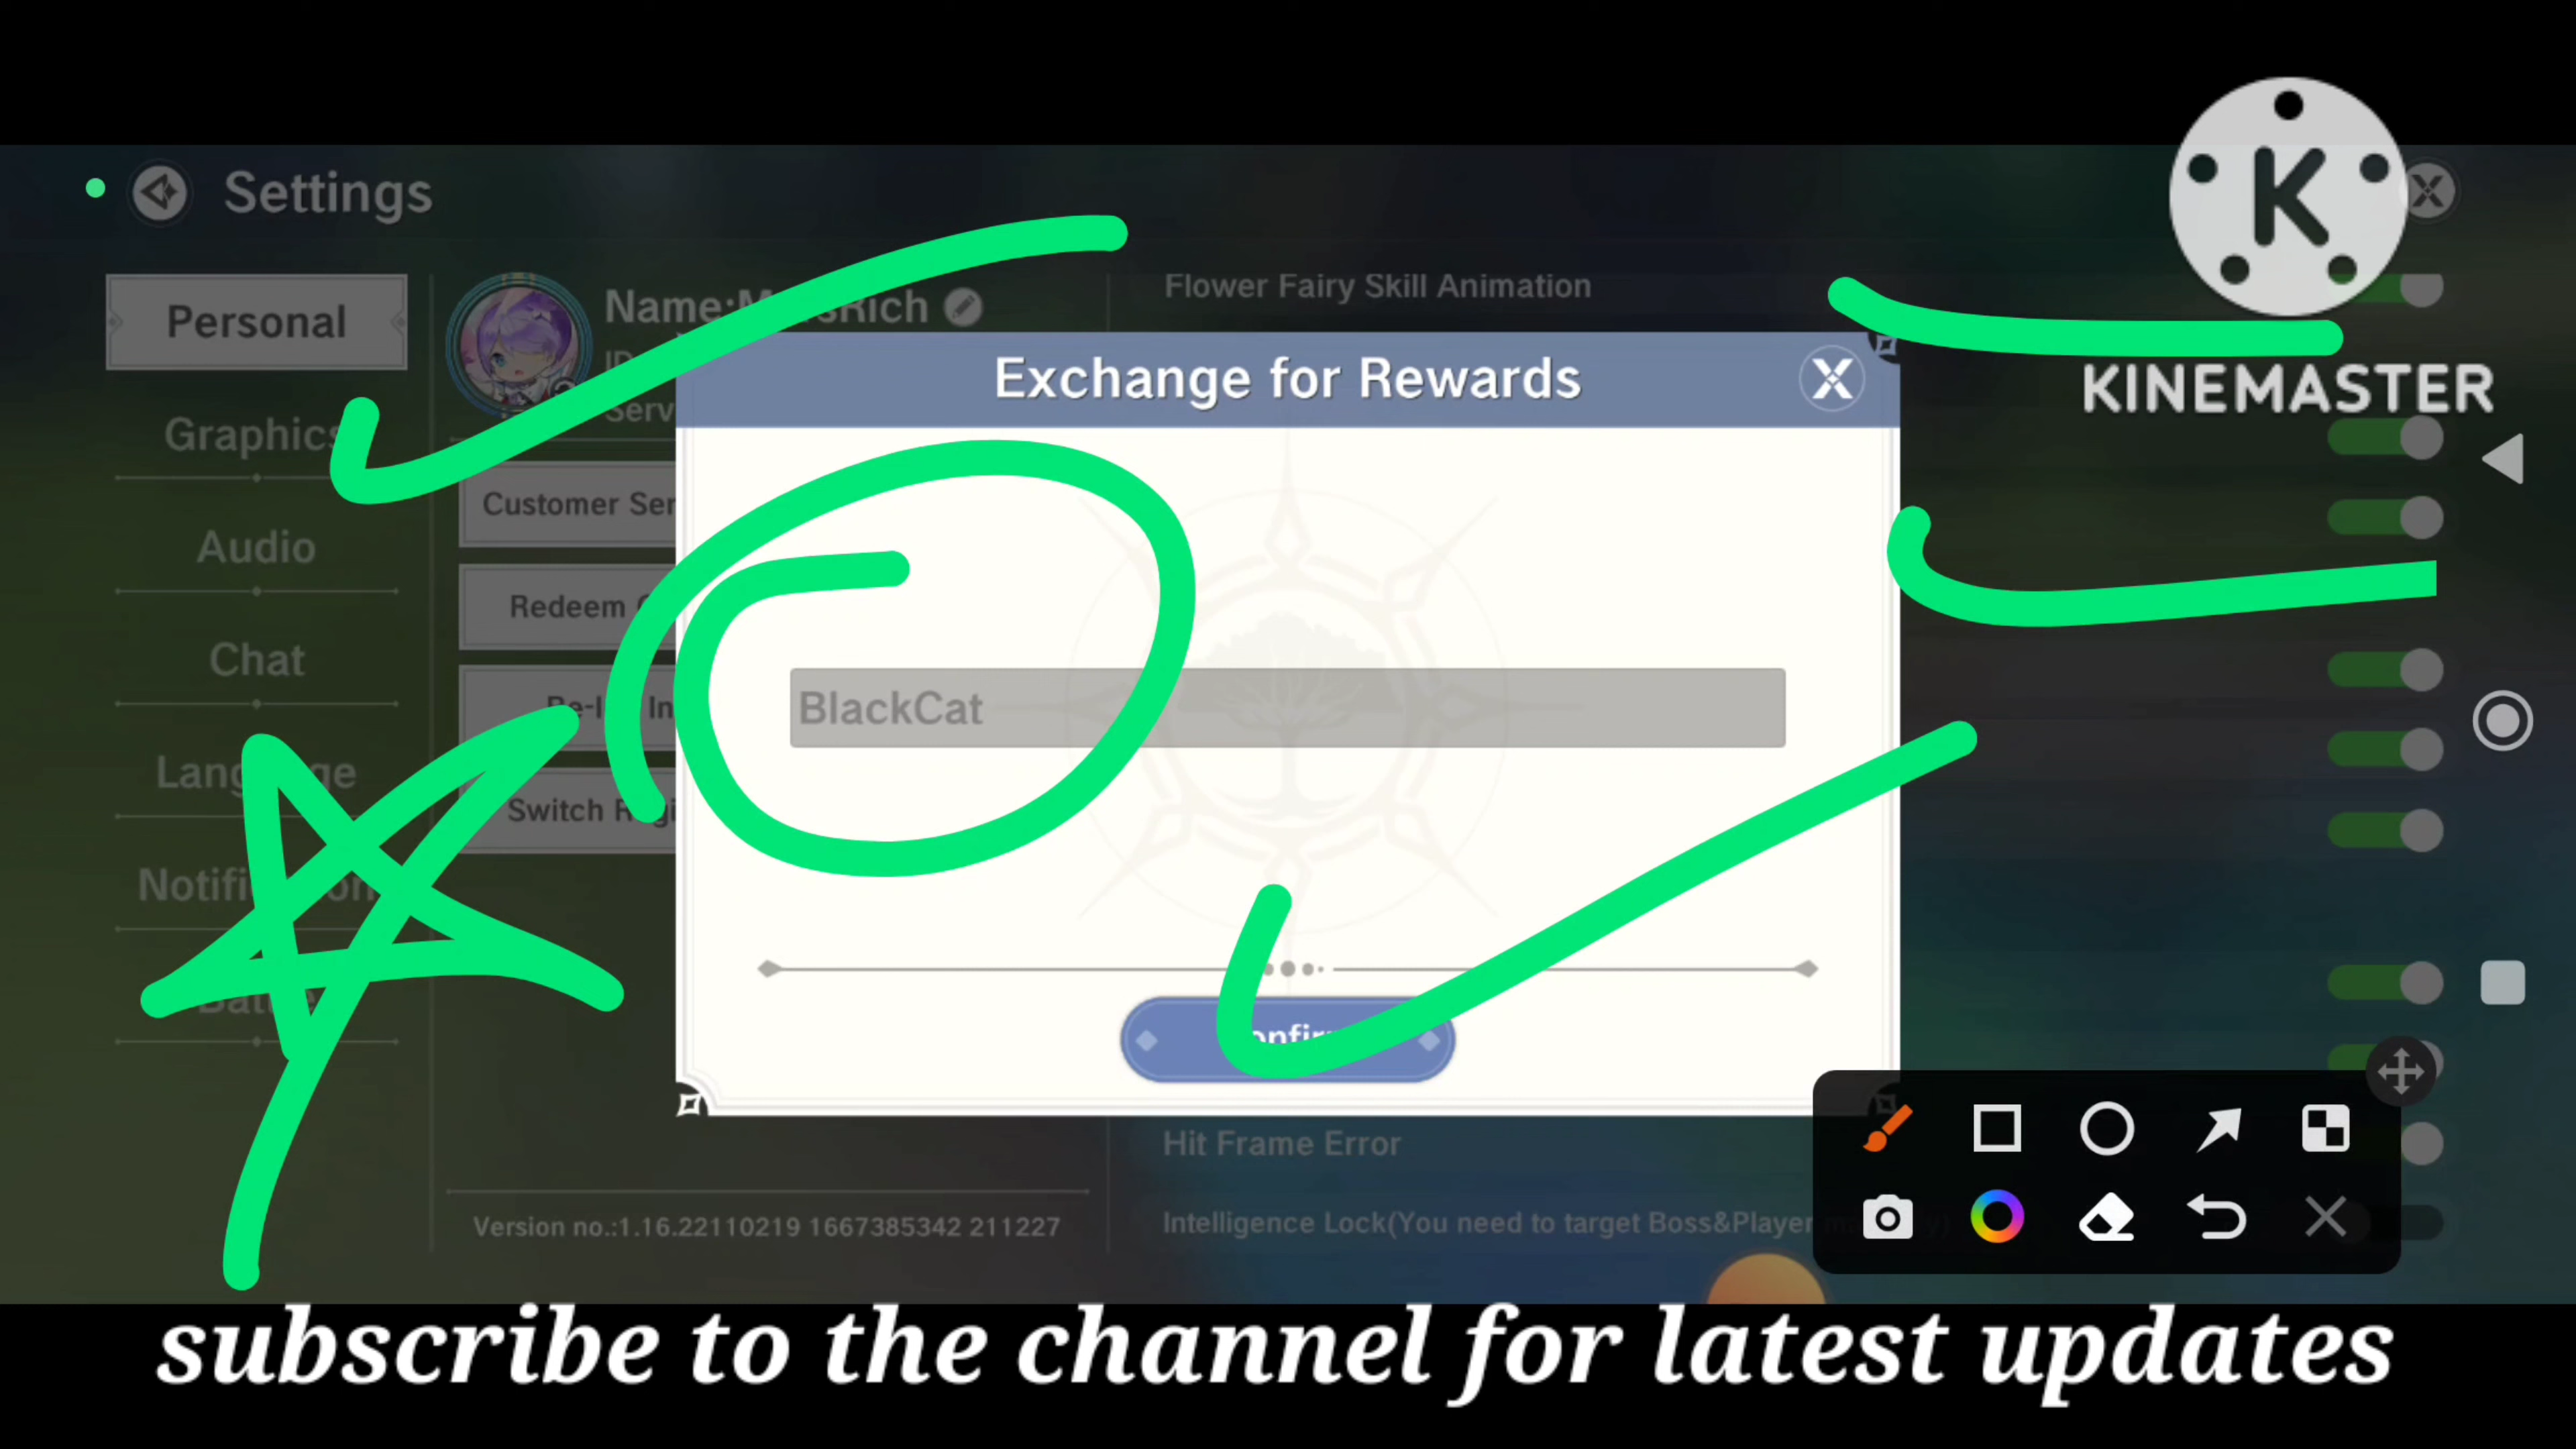 Settings
K
KINEMASTER
Personal
Graphics
Audio
Chat
Flower Fairy Skill Animation
Exchange for Rewards
X
Customer Ser
Redeem
BlackCat
Switch
Hit Frame Error
Version no.:1.16.22110219 1667385342 211227
Intelligence Lock(You need to target Boss&Player
subscribe to the channel for latest updates